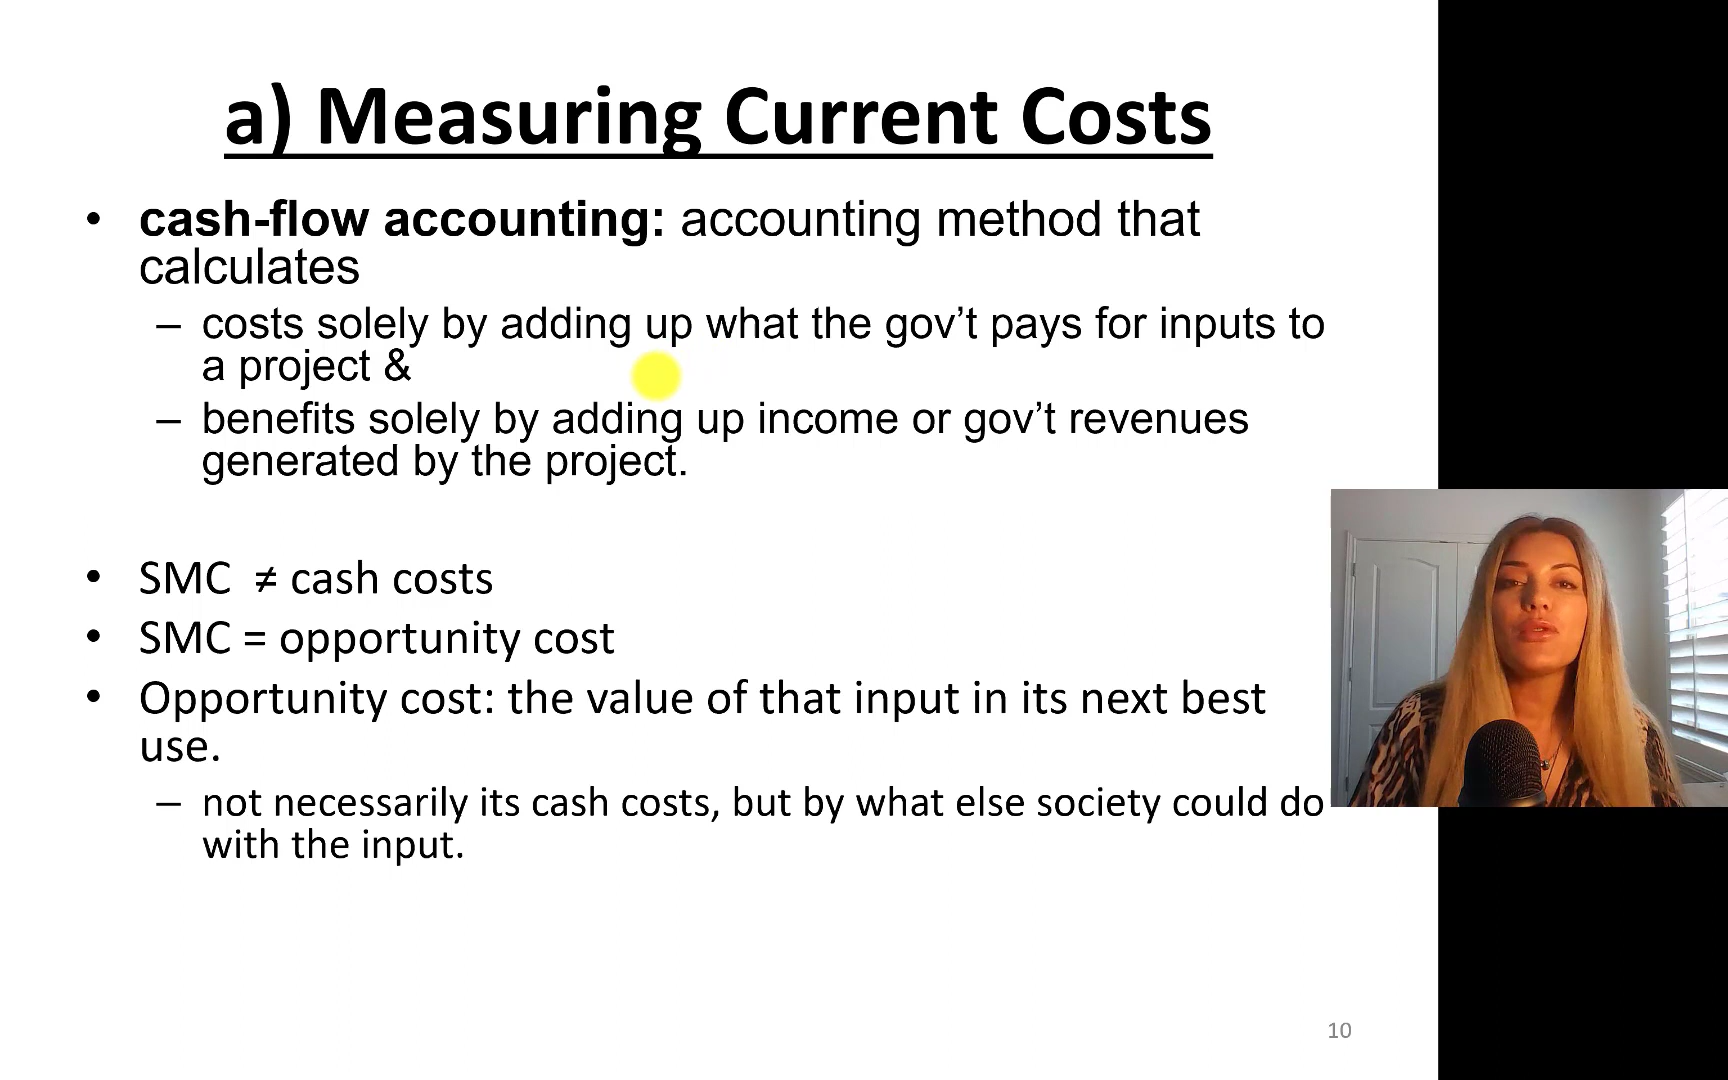 a) Measuring Current Costs
• cash-flow accounting: accounting method that
calculates
– costs solely by adding up what the gov’t pays for inputs to
a project &
– benefits solely by adding up income or gov’t revenues
generated by the project.
• SMC ≠ cash costs
• SMC = opportunity cost
• Opportunity cost: the value of that input in its next best
use.
– not necessarily its cash costs, but by what else society could do
with the input.
10